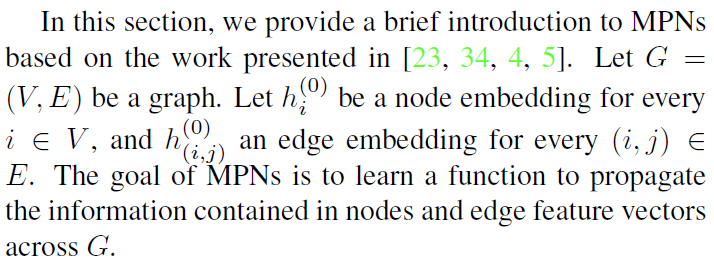 In this section, we provide a brief introduction to MPNs
based on the work presented in [23, 34, 4, 5]. Let G =
(V, E) be a graph. Let h_i^{(0)} be a node embedding for every
i ∈ V, and h_{(i,j)}^{(0)} an edge embedding for every (i, j) ∈
E. The goal of MPNs is to learn a function to propagate
the information contained in nodes and edge feature vectors
across G.